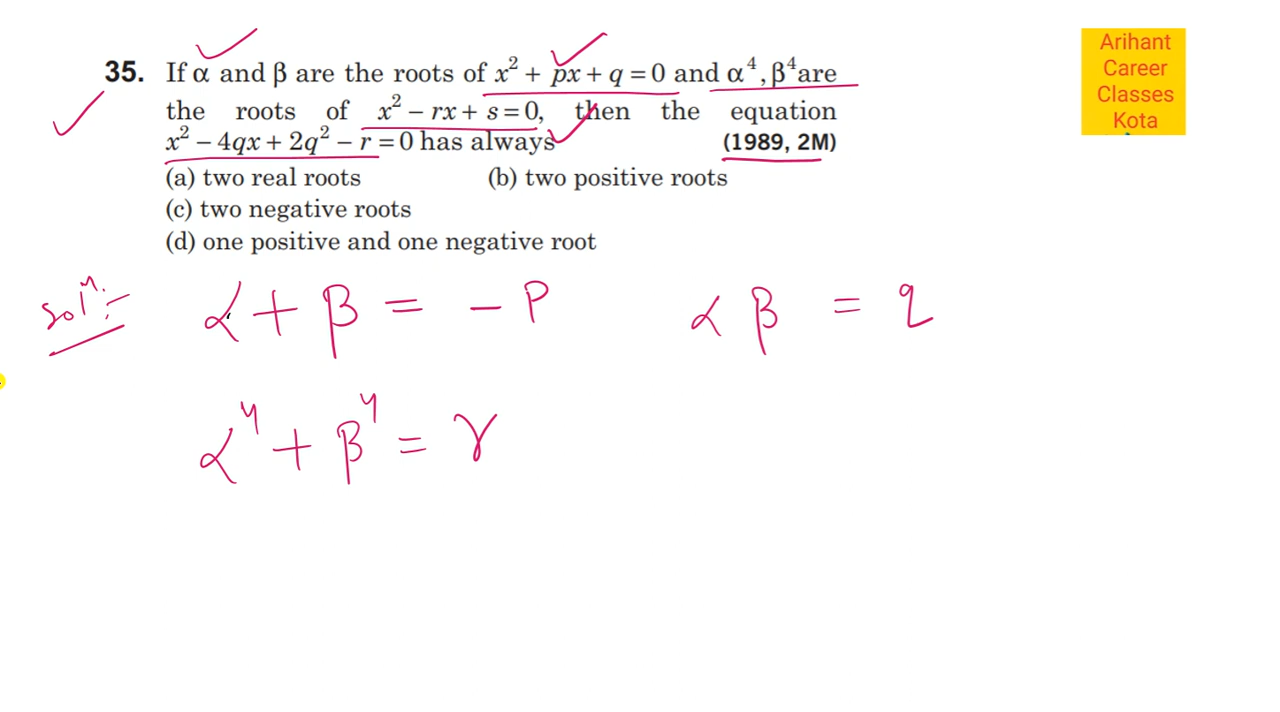 35. If α and β are the roots of x² + px + q = 0 and α⁴, β⁴ are
the roots of x² − rx + s = 0, then the equation
x² − 4qx + 2q² − r = 0 has always (1989, 2M)
(a) two real roots (b) two positive roots
(c) two negative roots
(d) one positive and one negative root
Solⁿ:-
α + β = − P αβ = q
α⁴ + β⁴ = r
Arihant
Career
Classes
Kota